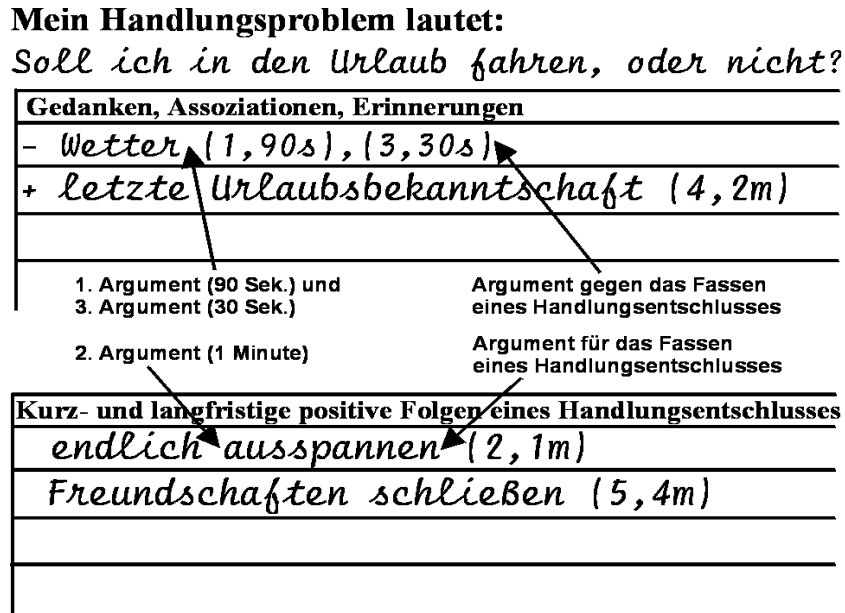 Mein Handlungsproblem lautet:
Soll ich in den Urlaub fahren, oder nicht?
Gedanken, Assoziationen, Erinnerungen
- Wetter (1,90s),(3,30s)
+ letzte Urlaubsbekanntschaft (4,2m)
1. Argument (90 Sek.) und
3. Argument (30 Sek.)
Argument gegen das Fassen
eines Handlungsentschlusses
2. Argument (1 Minute)
Argument für das Fassen
eines Handlungsentschlusses
Kurz- und langfristige positive Folgen eines Handlungsentschlusses
endlich ausspannen (2,1m)
Freundschaften schließen (5,4m)